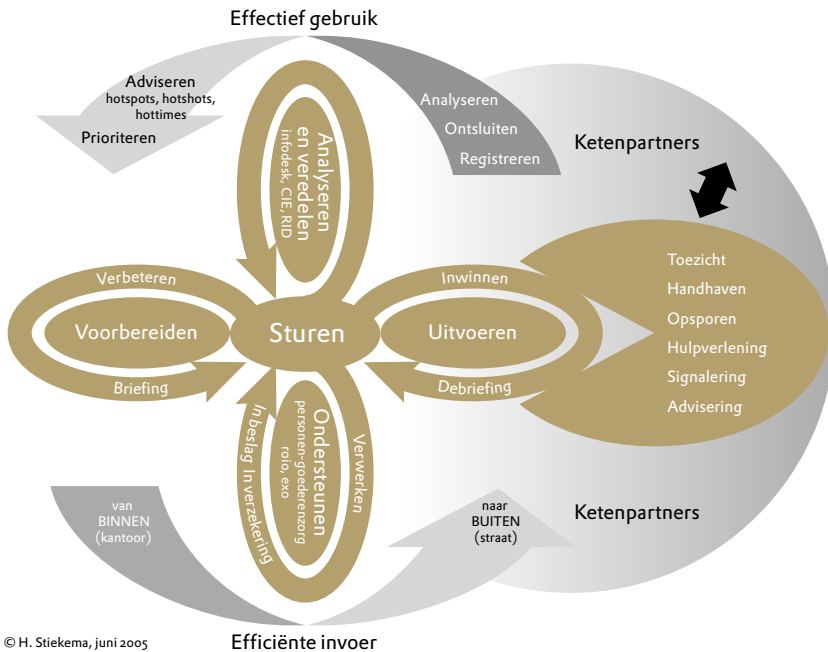 Effectief gebruik
Adviseren
hotspots, hotshots,
hottimes
Prioriteren
Analyseren
Ontsluiten
Registreren
Ketenpartners
Analyseren
en veredelen
infodesk, CIE, RID
Toezicht
Handhaven
Opsporen
Hulpverlening
Signalering
Advisering
Verbeteren
Voorbereiden
Briefing
Sturen
Inwinnen
Uitvoeren
Debriefing
Ondersteunen
personen-goederenzorg
roio, exo
In beslag In verzekering
Verwerken
van
BINNEN
(kantoor)
naar
BUITEN
(straat)
Ketenpartners
© H. Stiekema, juni 2005
Efficiënte invoer